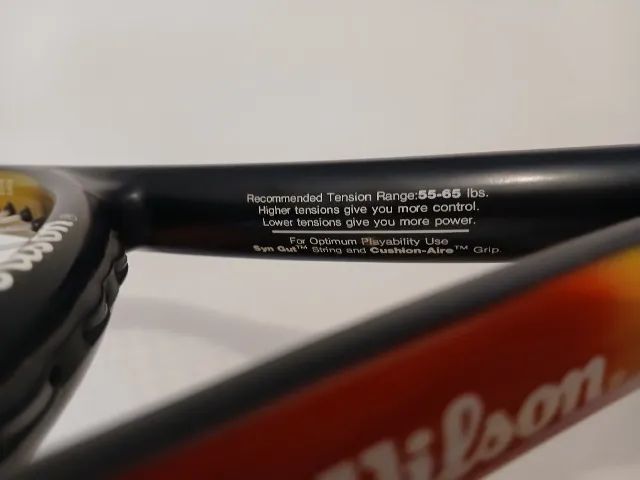 Recommended Tension Range:55-65 lbs.
Higher tensions give you more control.
Lower tensions give you more power.
For Optimum Playability Use
Syn Gut™ String and Cushion-Aire™ Grip.
Wilson.